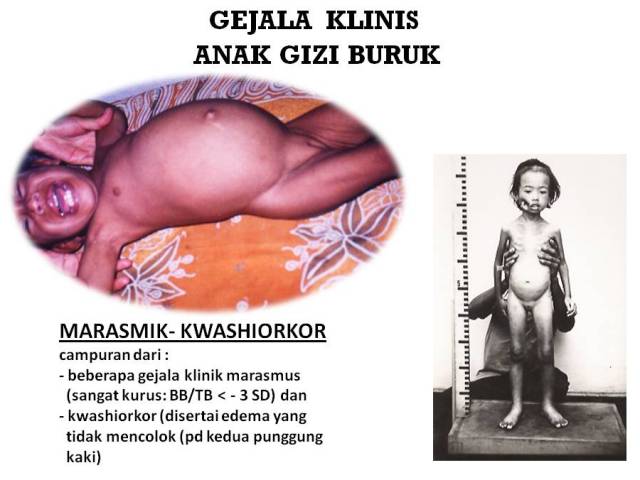 GEJALA KLINIS
ANAK GIZI BURUK
MARASMIK- KWASHIORKOR
campuran dari :
- beberapa gejala klinik marasmus
(sangat kurus: BB/TB < - 3 SD) dan
- kwashiorkor (disertai edema yang
tidak mencolok (pd kedua punggung
kaki)